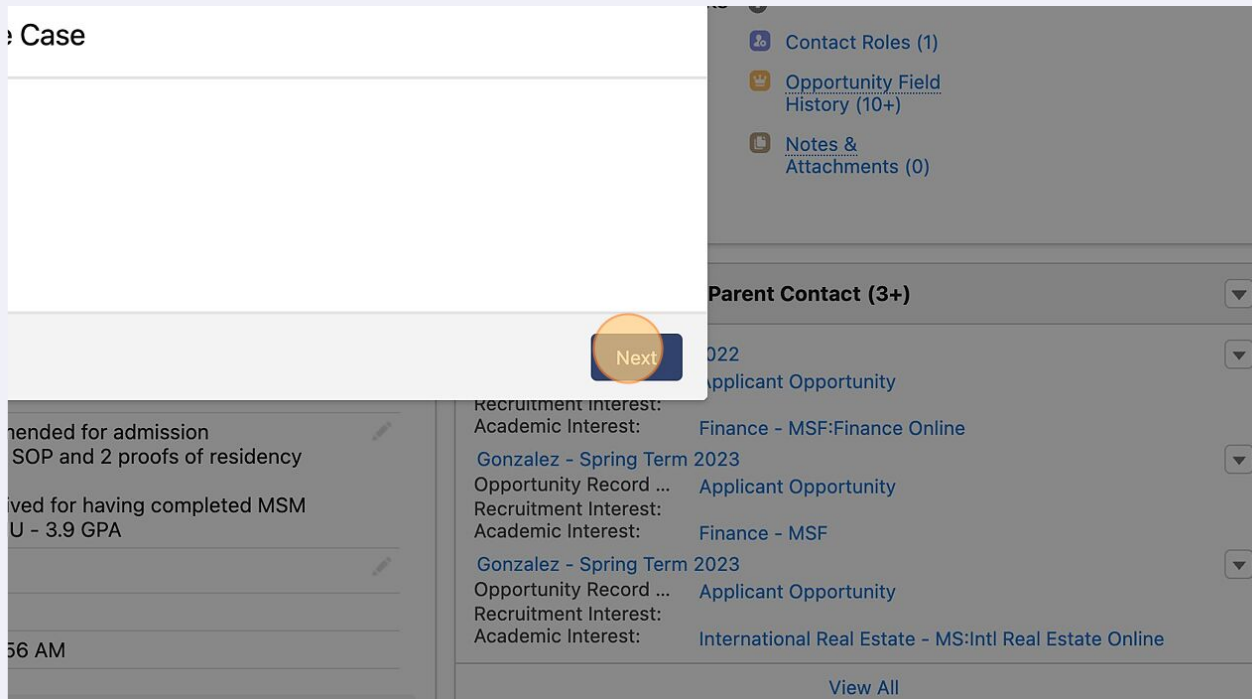 Case
Contact Roles (1)
Opportunity Field
History (10+)
Notes &
Attachments (0)
Parent Contact (3+)
Next
022
Applicant Opportunity
Recruitment Interest:
Academic Interest: Finance - MSF:Finance Online
Gonzalez - Spring Term 2023
Opportunity Record ... Applicant Opportunity
Recruitment Interest:
Academic Interest: Finance - MSF
Gonzalez - Spring Term 2023
Opportunity Record ... Applicant Opportunity
Recruitment Interest:
Academic Interest: International Real Estate - MS:Intl Real Estate Online
View All
mended for admission
SOP and 2 proofs of residency
ived for having completed MSM
U - 3.9 GPA
56 AM